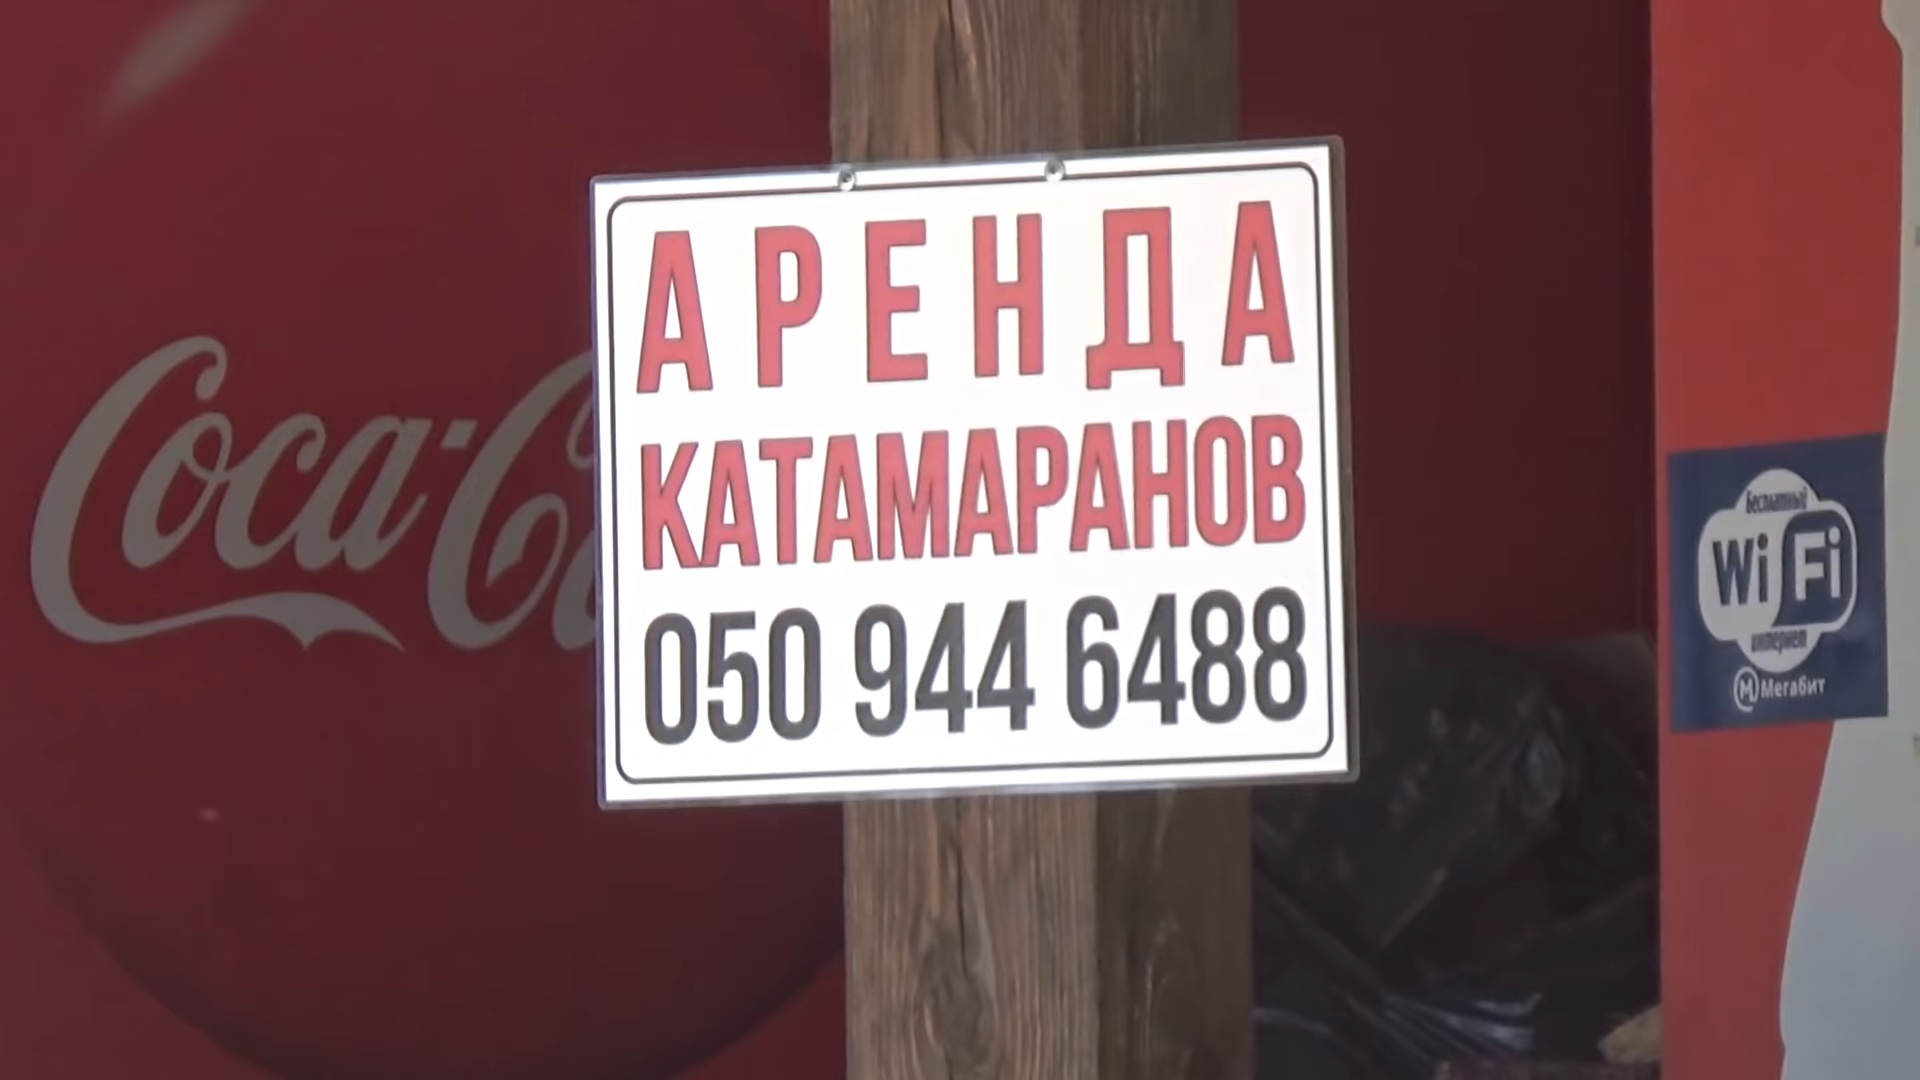 Coca-Co
АРЕНДА
КАТАМАРАНОВ
050 944 6488
Бесплатный
Wi Fi
интернет
Мегабит